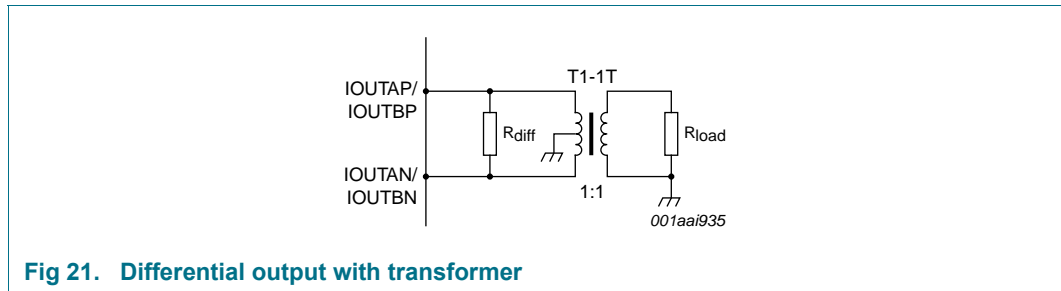 T1-1T
IOUTAP/
IOUTBP
Rdiff
Rload
IOUTAN/
IOUTBN
1:1
001aai935
Fig 21. Differential output with transformer